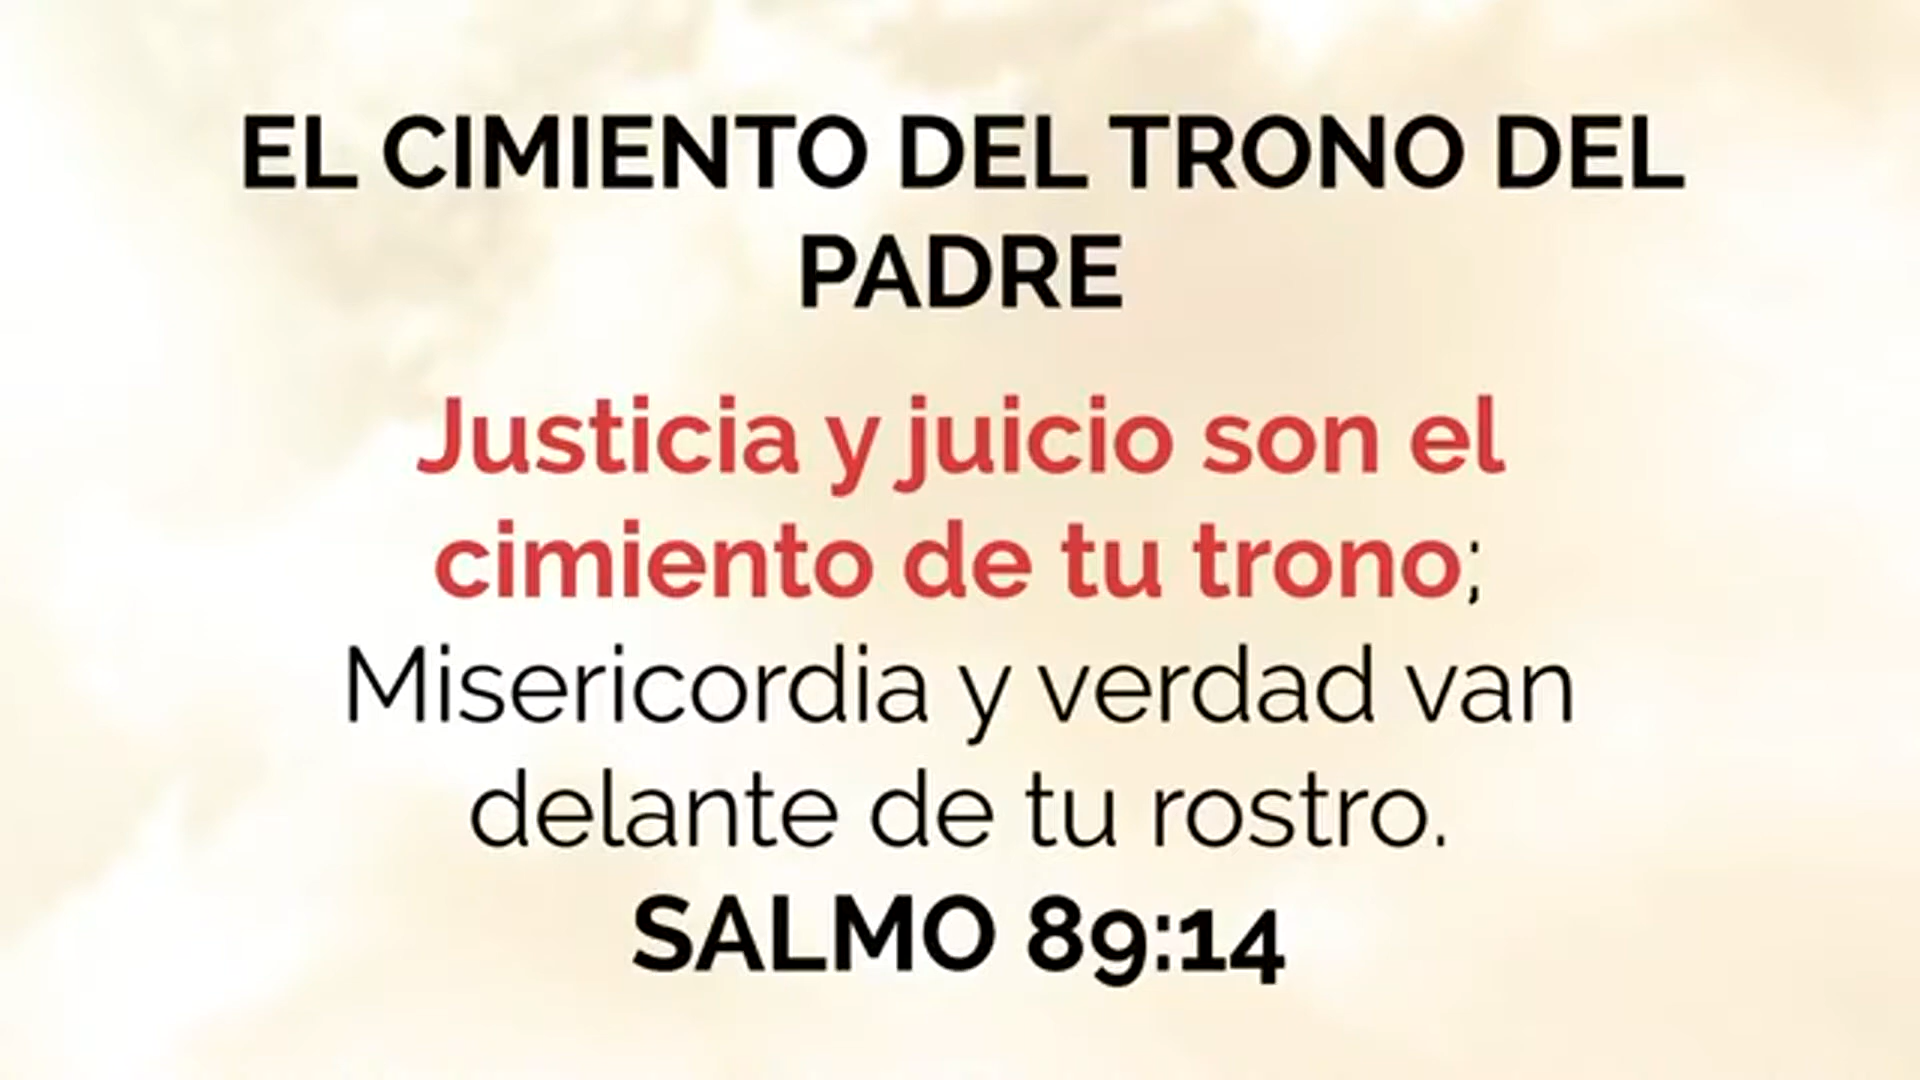 EL CIMIENTO DEL TRONO DEL
PADRE
Justicia y juicio son el
cimiento de tu trono;
Misericordia y verdad van
delante de tu rostro.
SALMO 89:14